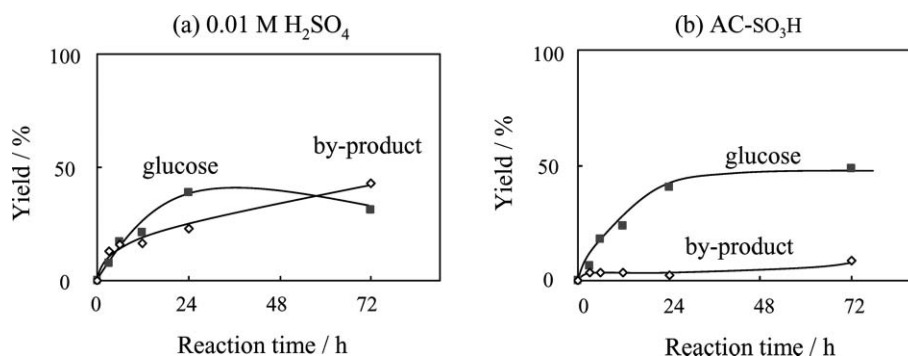 (a) 0.01 M H₂SO₄
100
50
0
Yield / %
glucose
by-product
0 24 48 72
Reaction time / h
(b) AC-SO₃H
100
50
0
Yield / %
glucose
by-product
0 24 48 72
Reaction time / h